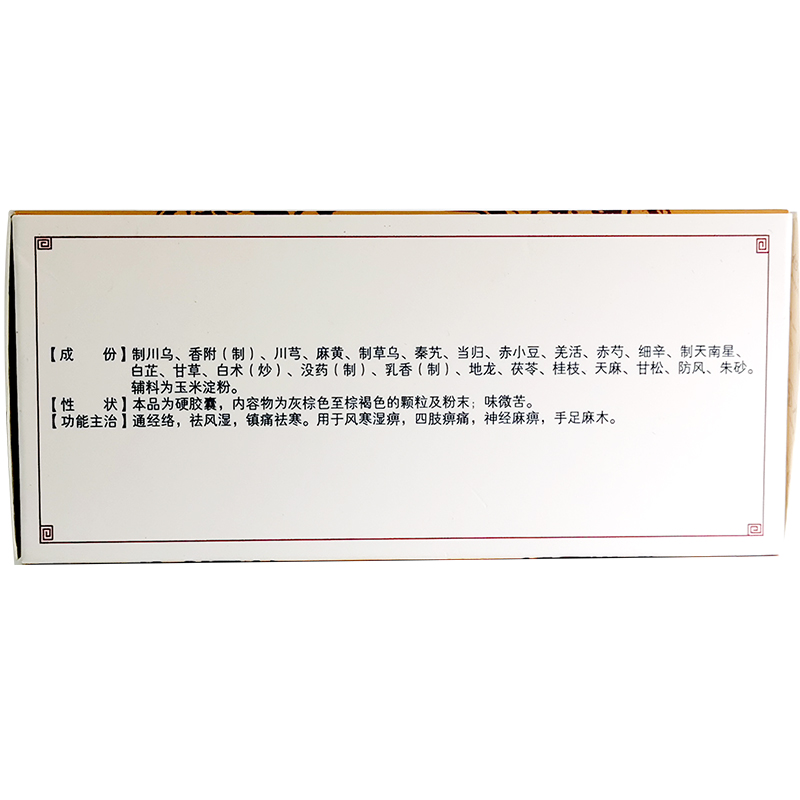 【成　份】制川乌、香附（制）、川芎、麻黄、制草乌、秦艽、当归、赤小豆、羌活、赤芍、细辛、制天南星、
白芷、甘草、白术（炒）、没药（制）、乳香（制）、地龙、茯苓、桂枝、天麻、甘松、防风、朱砂。
辅料为玉米淀粉。
【性　状】本品为硬胶囊，内容物为灰棕色至棕褐色的颗粒及粉末；味微苦。
【功能主治】通经络，祛风湿，镇痛祛寒。用于风寒湿痹，四肢痹痛，神经麻痹，手足麻木。